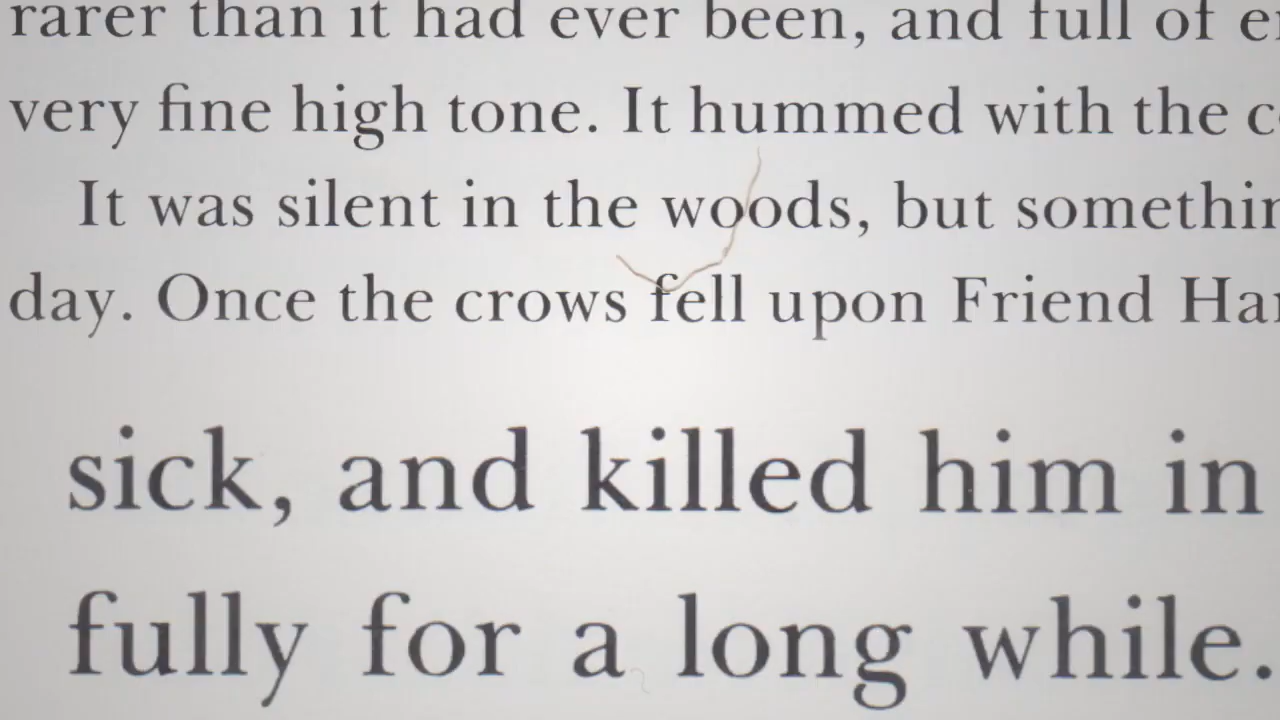 rarer than it had ever been, and full of
very fine high tone. It hummed with the
It was silent in the woods, but
day. Once the crows fell upon Friend
sick, and killed him in
fully for a long while.